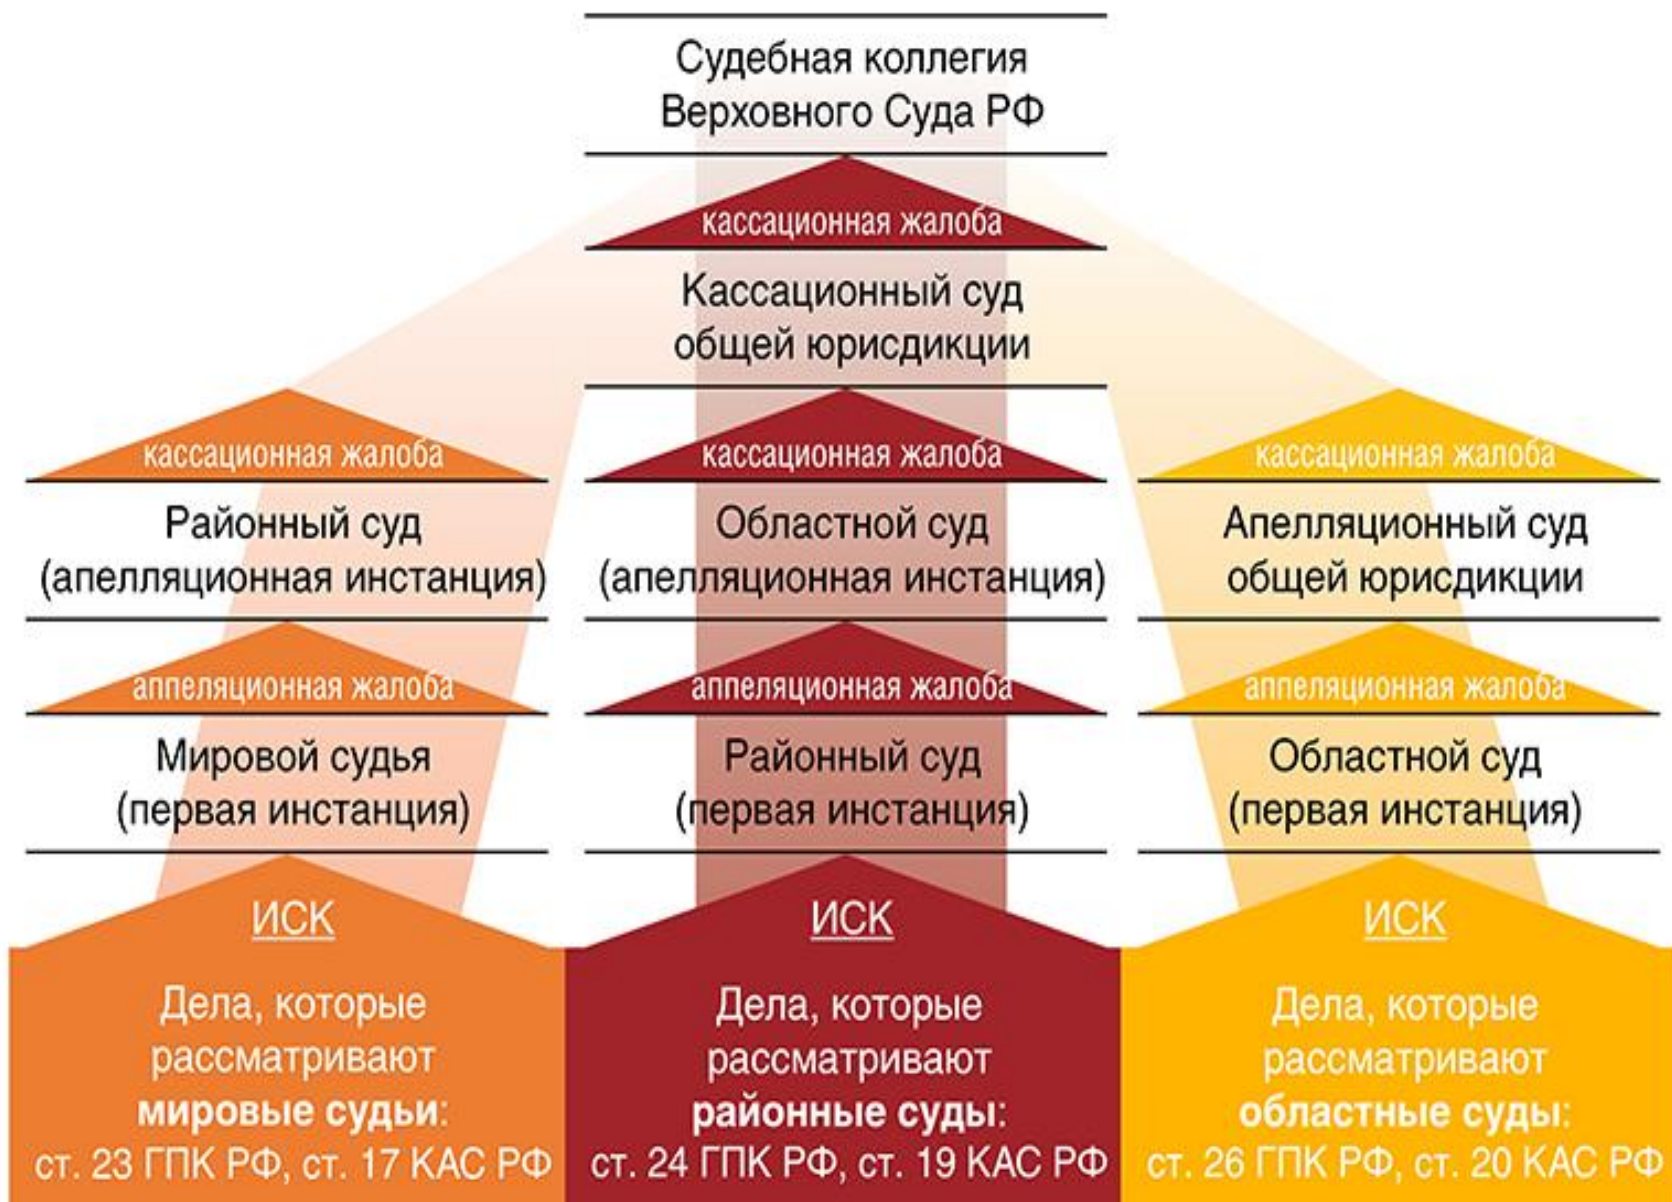 Судебная коллегия
Верховного Суда РФ
кассационная жалоба
Кассационный суд
общей юрисдикции
кассационная жалоба
кассационная жалоба
кассационная жалоба
Районный суд
(апелляционная инстанция)
Областной суд
(апелляционная инстанция)
Апелляционный суд
общей юрисдикции
аппеляционная жалоба
аппеляционная жалоба
аппеляционная жалоба
Мировой судья
(первая инстанция)
Районный суд
(первая инстанция)
Областной суд
(первая инстанция)
ИСК
Дела, которые
рассматривают
мировые судьи:
ст. 23 ГПК РФ, ст. 17 КАС РФ
ИСК
Дела, которые
рассматривают
районные суды:
ст. 24 ГПК РФ, ст. 19 КАС РФ
ИСК
Дела, которые
рассматривают
областные суды:
ст. 26 ГПК РФ, ст. 20 КАС РФ